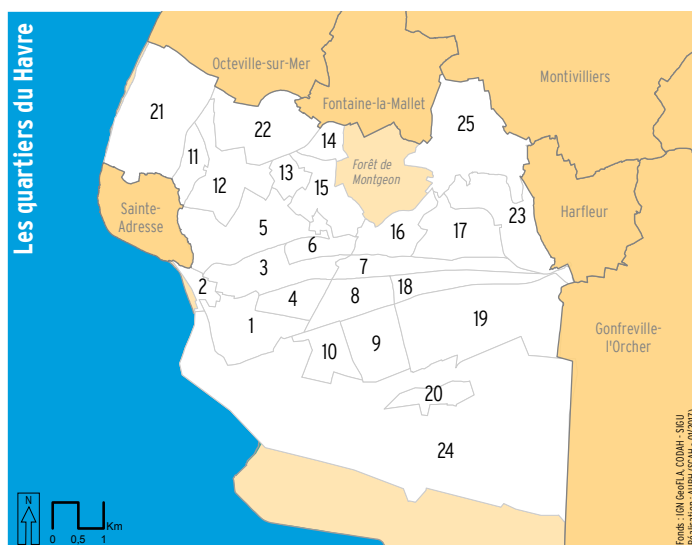 Les quartiers du Havre
Octeville-sur-Mer
Montivilliers
Fontaine-la-Mallet
21
22
14
25
Forêt de
Montgeon
11
13
12
15
Sainte-
Adresse
23
Harfleur
5
16
17
6
3
7
2
18
4
8
1
19
10
9
Gonfreville-
l'Orcher
20
24
N
0
0,5
1
Km
Fonds : IGN GeoFLA, CODAH - SIGU